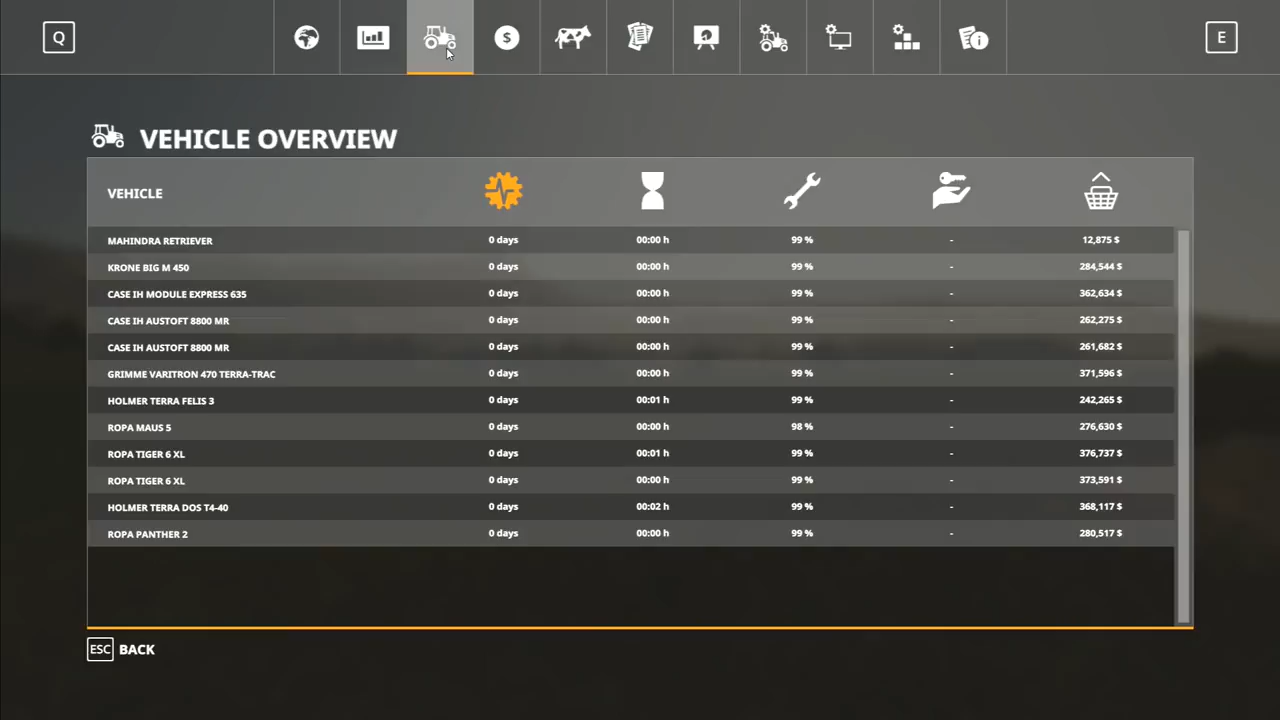 Q
$
E
VEHICLE OVERVIEW
VEHICLE
MAHINDRA RETRIEVER 0 days 00:00 h 99 % - 12,875 $
KRONE BIG M 450 0 days 00:00 h 99 % - 284,544 $
CASE IH MODULE EXPRESS 635 0 days 00:00 h 99 % - 362,634 $
CASE IH AUSTOFT 8800 MR 0 days 00:00 h 99 % - 262,275 $
CASE IH AUSTOFT 8800 MR 0 days 00:00 h 99 % - 261,682 $
GRIMME VARITRON 470 TERRA-TRAC 0 days 00:00 h 99 % - 371,596 $
HOLMER TERRA FELIS 3 0 days 00:01 h 99 % - 242,265 $
ROPA MAUS 5 0 days 00:00 h 98 % - 276,630 $
ROPA TIGER 6 XL 0 days 00:01 h 99 % - 376,737 $
ROPA TIGER 6 XL 0 days 00:00 h 99 % - 373,591 $
HOLMER TERRA DOS T4-40 0 days 00:02 h 99 % - 368,117 $
ROPA PANTHER 2 0 days 00:00 h 99 % - 280,517 $
ESC BACK